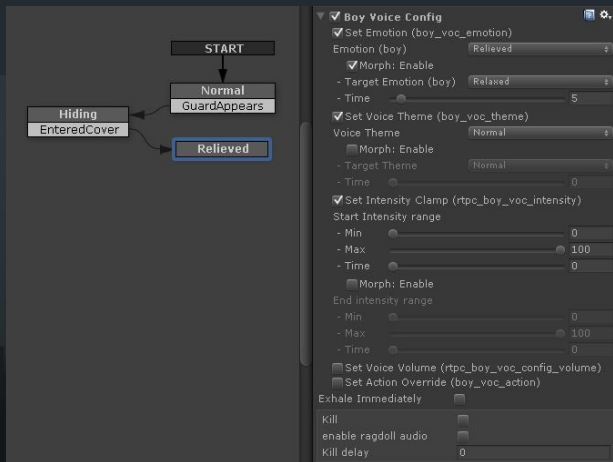 START
Normal
GuardAppears
Hiding
EnteredCover
Relieved
Boy Voice Config
Set Emotion (boy_voc_emotion)
Emotion (boy) Relieved
Morph: Enable
- Target Emotion (boy) Relaxed
- Time 5
Set Voice Theme (boy_voc_theme)
Voice Theme Normal
Morph: Enable
- Target Theme Normal
- Time 0
Set Intensity Clamp (rtpc_boy_voc_intensity)
Start Intensity range
- Min 0
- Max 100
- Time 0
Morph: Enable
End intensity range
- Min 0
- Max 100
- Time 0
Set Voice Volume (rtpc_boy_voc_config_volume)
Set Action Override (boy_voc_action)
Exhale Immediately
Kill
enable ragdoll audio
Kill delay 0